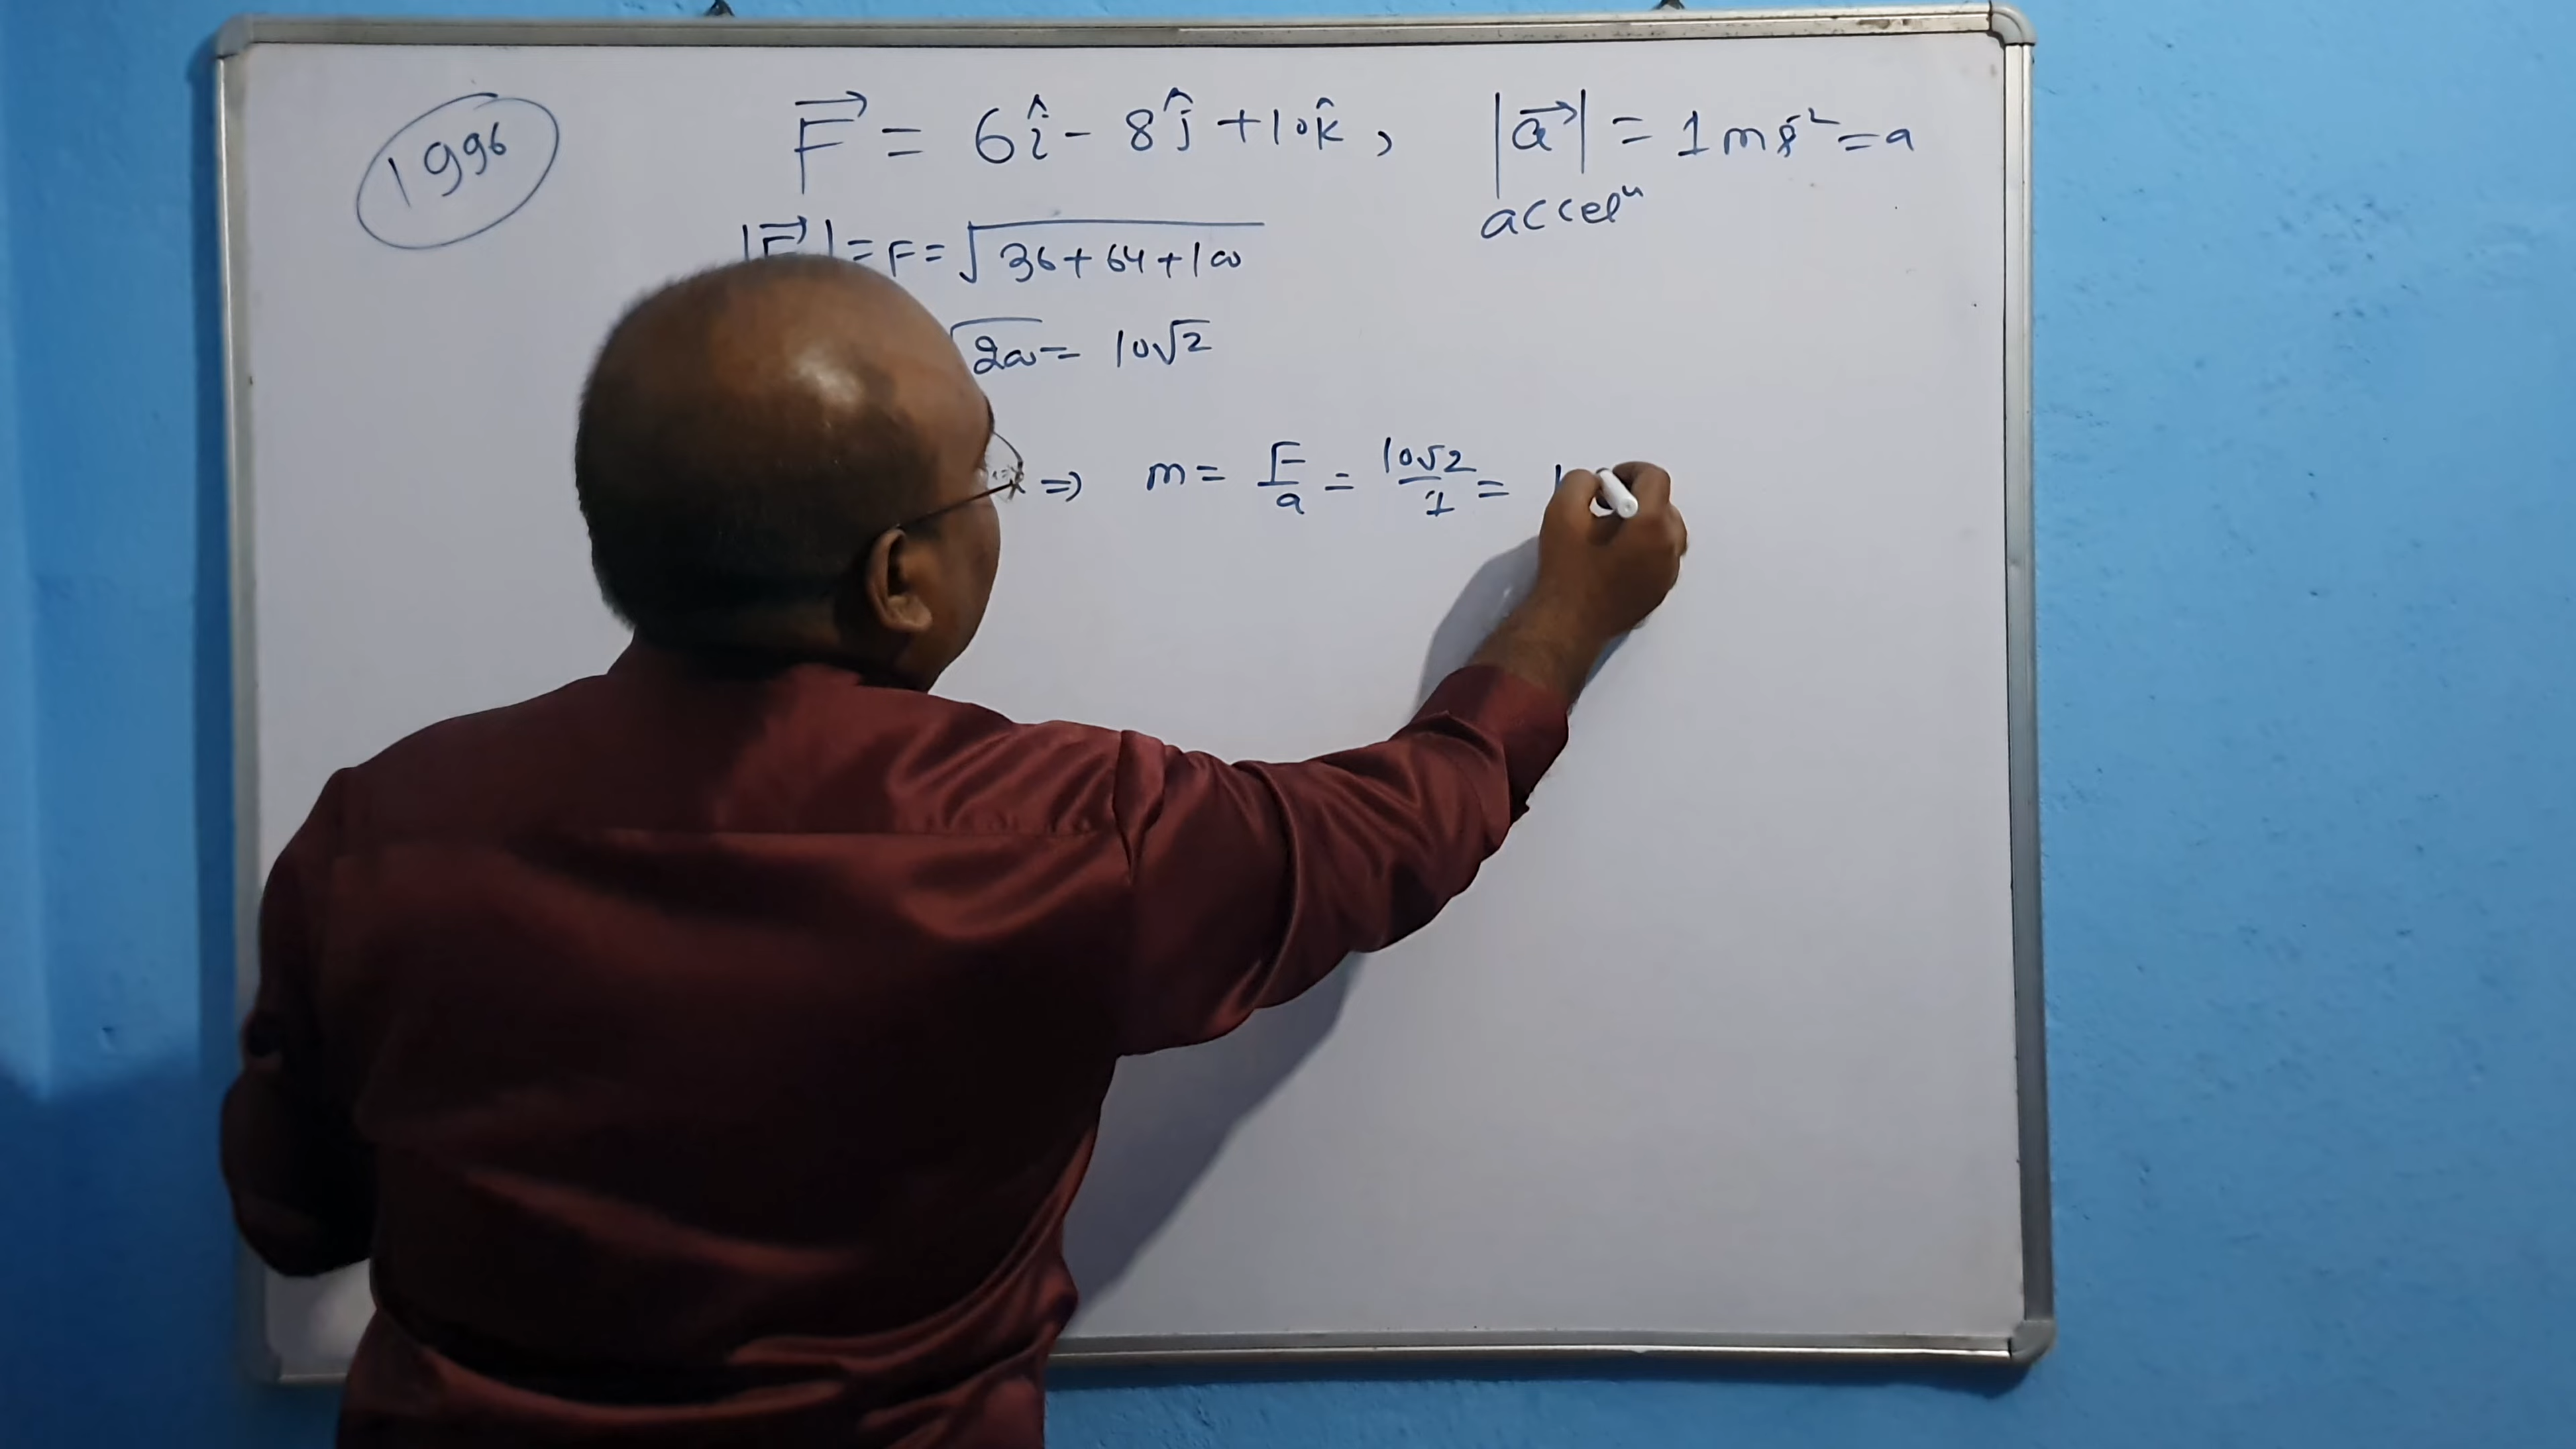 1996
F⃗ = 6î - 8ĵ + 10k̂, |a⃗| = 1 ms⁻² = a
accelⁿ
|F⃗| = F = √36+64+100
√200 = 10√2
⇒ m = F/a = 10√2/1 =